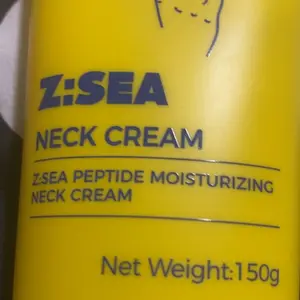 Z:SEA
NECK CREAM
Z:SEA PEPTIDE MOISTURIZING
NECK CREAM
Net Weight:150g